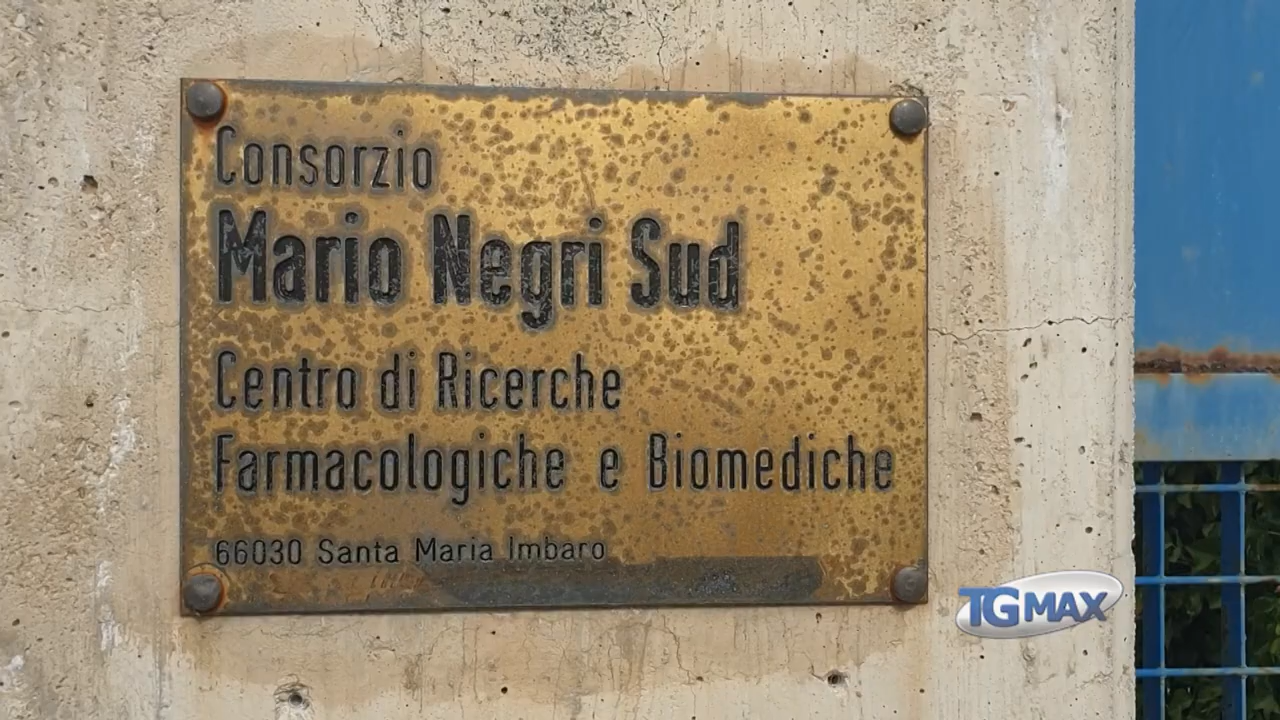 Consorzio
Mario Negri Sud
Centro di Ricerche
Farmacologiche e Biomediche
66030 Santa Maria Imbaro
TGMAX